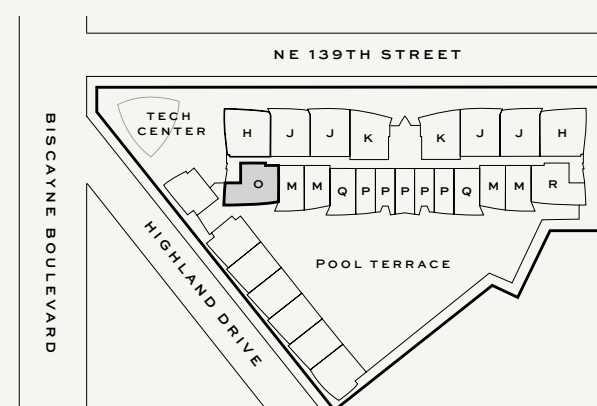 NE 139TH STREET
TECH
CENTER
H J J K K J J H
O M M Q P P P P P Q M M R
POOL TERRACE
BISCAYNE BOULEVARD
HIGHLAND DRIVE